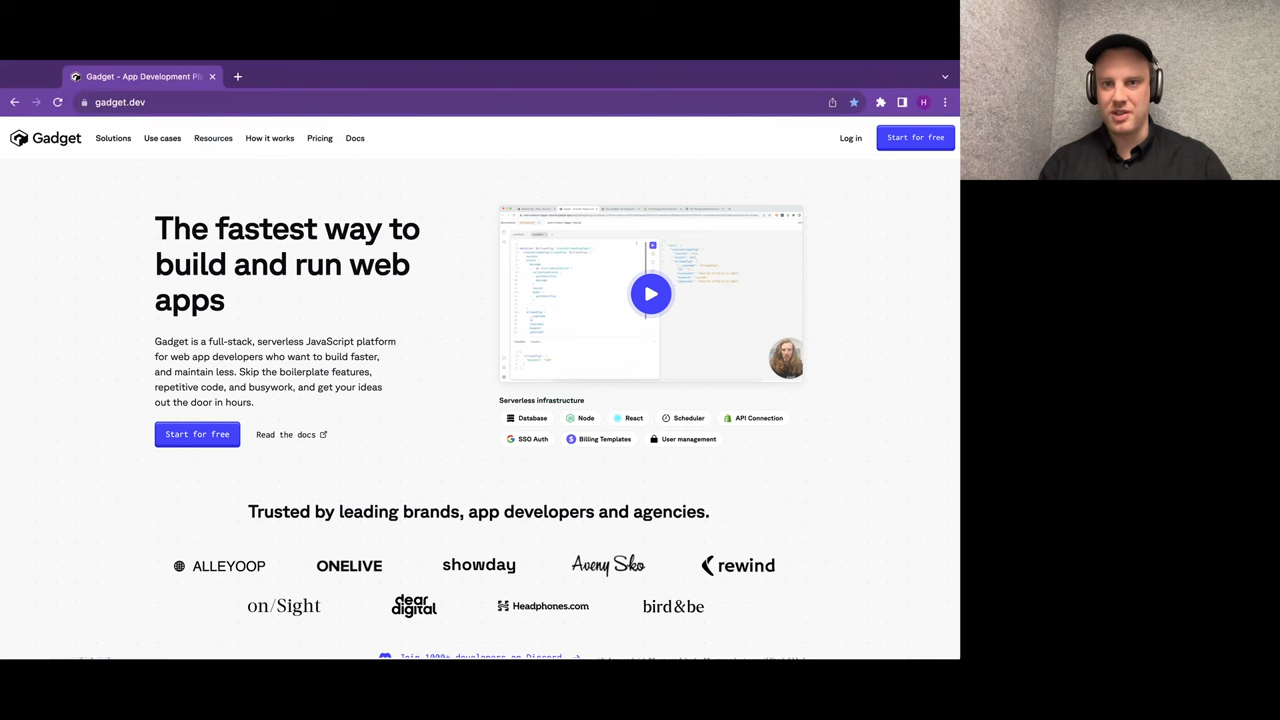 Gadget - App Development Pl
gadget.dev
H
Gadget
Solutions
Use cases
Resources
How it works
Pricing
Docs
Log in
Start for free
The fastest way to
build and run web
apps
Gadget is a full-stack, serverless JavaScript platform
for web app developers who want to build faster,
and maintain less. Skip the boilerplate features,
repetitive code, and busywork, and get your ideas
out the door in hours.
Start for free
Read the docs
Serverless infrastructure
Database
Node
React
Scheduler
API Connection
SSO Auth
Billing Templates
User management
Trusted by leading brands, app developers and agencies.
ALLEYOOP
ONELIVE
showday
rewind
on/Sight
dear
digital
Headphones.com
bird&be
Join 1000+ developers on Discord